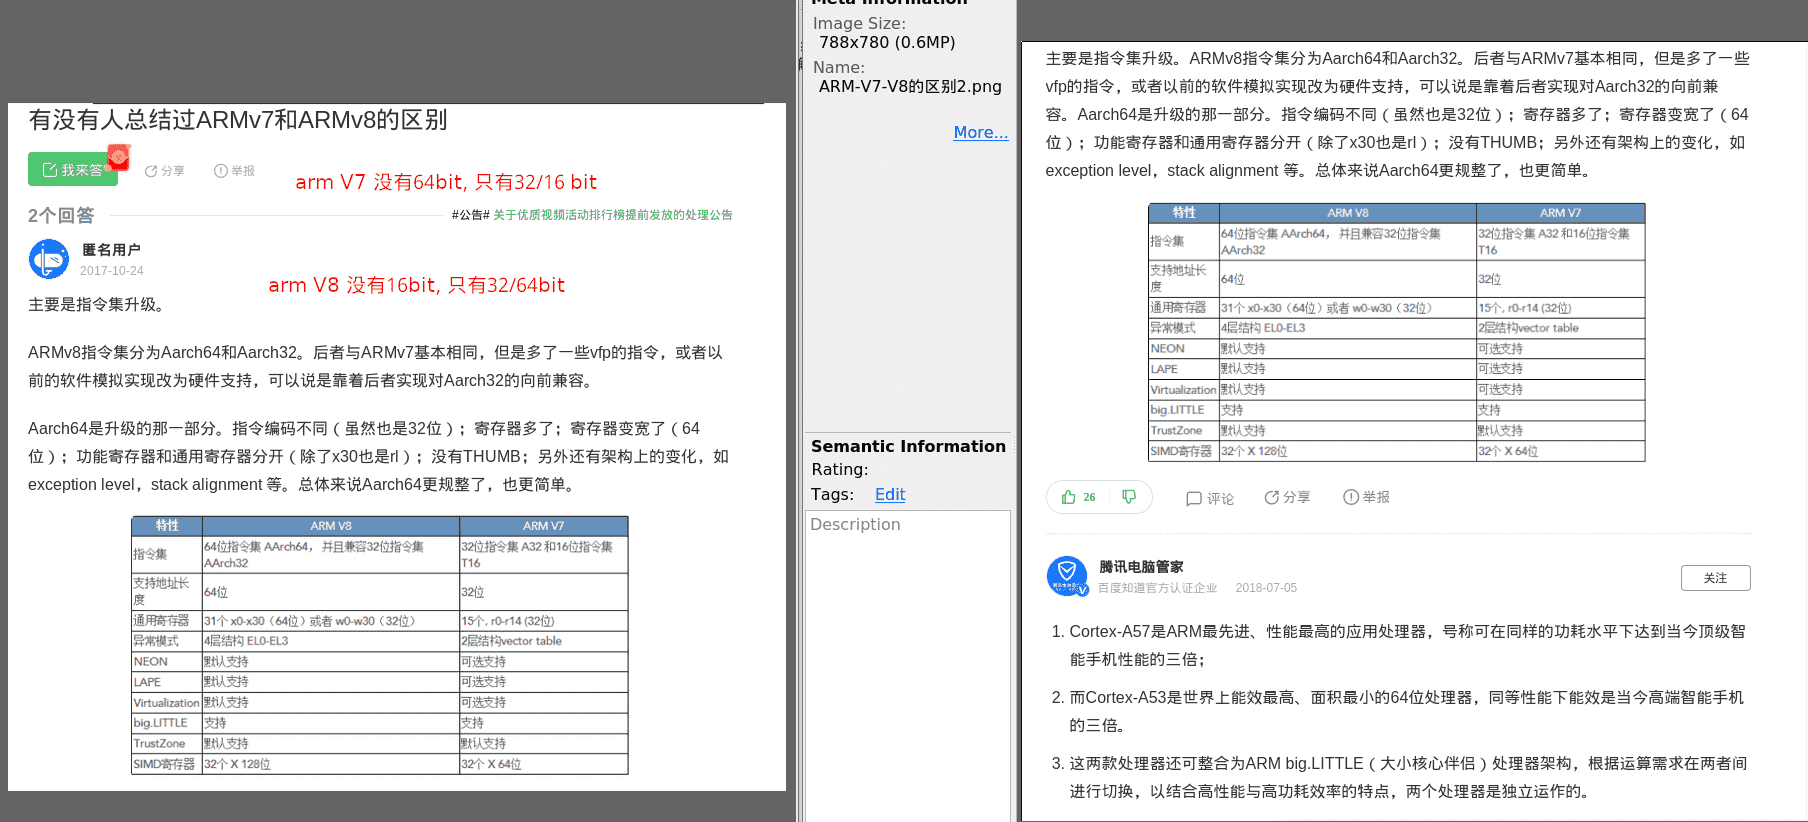 有没有人总结过ARMv7和ARMv8的区别
我来答
分享
举报
arm V7 没有64bit, 只有32/16 bit
2个回答
#公告# 关于优质视频活动排行榜提前发放的处理公告
匿名用户
2017-10-24
arm V8 没有16bit, 只有32/64bit
主要是指令集升级。
ARMv8指令集分为Aarch64和Aarch32。后者与ARMv7基本相同，但是多了一些vfp的指令，或者以
前的软件模拟实现改为硬件支持，可以说是靠着后者实现对Aarch32的向前兼容。
Aarch64是升级的那一部分。指令编码不同（虽然也是32位）；寄存器多了；寄存器变宽了（64
位）；功能寄存器和通用寄存器分开（除了x30也是rl）；没有THUMB；另外还有架构上的变化，如
exception level，stack alignment 等。总体来说Aarch64更规整了，也更简单。
特性 ARM V8 ARM V7
指令集 64位指令集 AArch64， 并且兼容32位指令集 32位指令集 A32 和16位指令集
AArch32 T16
支持地址长
度 64位 32位
通用寄存器 31个 x0-x30（64位）或者 w0-w30（32位） 15个, r0-r14 (32位)
异常模式 4层结构 EL0-EL3 2层结构vector table
NEON 默认支持 可选支持
LAPE 默认支持 可选支持
Virtualization 默认支持 可选支持
big.LITTLE 支持 支持
TrustZone 默认支持 默认支持
SIMD寄存器 32个 X 128位 32个 X 64位
Meta Information
Image Size:
788x780 (0.6MP)
Name:
ARM-V7-V8的区别2.png
More...
Semantic Information
Rating:
Tags: Edit
Description
主要是指令集升级。ARMv8指令集分为Aarch64和Aarch32。后者与ARMv7基本相同，但是多了一些
vfp的指令，或者以前的软件模拟实现改为硬件支持，可以说是靠着后者实现对Aarch32的向前兼
容。Aarch64是升级的那一部分。指令编码不同（虽然也是32位）；寄存器多了；寄存器变宽了（64
位）；功能寄存器和通用寄存器分开（除了x30也是rl）；没有THUMB；另外还有架构上的变化，如
exception level，stack alignment 等。总体来说Aarch64更规整了，也更简单。
特性 ARM V8 ARM V7
指令集 64位指令集 AArch64， 并且兼容32位指令集 32位指令集 A32 和16位指令集
AArch32 T16
支持地址长
度 64位 32位
通用寄存器 31个 x0-x30（64位）或者 w0-w30（32位） 15个, r0-r14 (32位)
异常模式 4层结构 EL0-EL3 2层结构vector table
NEON 默认支持 可选支持
LAPE 默认支持 可选支持
Virtualization 默认支持 可选支持
big.LITTLE 支持 支持
TrustZone 默认支持 默认支持
SIMD寄存器 32个 X 128位 32个 X 64位
26
评论
分享
举报
腾讯电脑管家
百度知道官方认证企业 2018-07-05
关注
1. Cortex-A57是ARM最先进、性能最高的应用处理器，号称可在同样的功耗水平下达到当今顶级智
能手机性能的三倍；
2. 而Cortex-A53是世界上能效最高、面积最小的64位处理器，同等性能下能效是当今高端智能手机
的三倍。
3. 这两款处理器还可整合为ARM big.LITTLE（大小核心伴侣）处理器架构，根据运算需求在两者间
进行切换，以结合高性能与高功耗效率的特点，两个处理器是独立运作的。